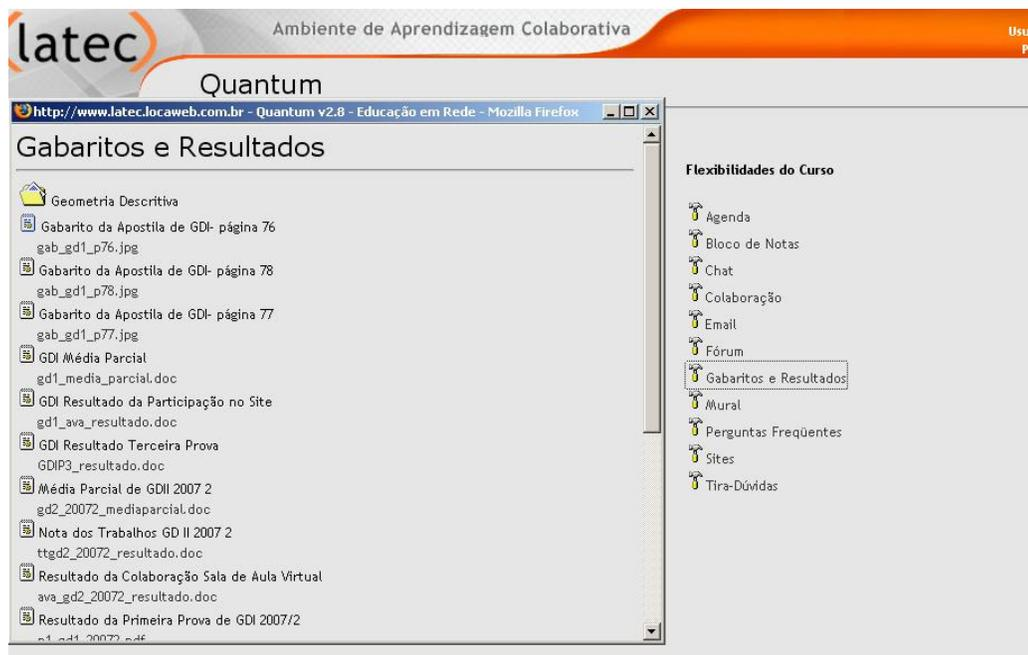 (latec)
Ambiente de Aprendizagem Colaborativa
Usu
P
Quantum
http://www.latec.locaweb.com.br - Quantum v2.8 - Educação em Rede - Mozilla Firefox
Gabaritos e Resultados
Geometria Descritiva
Gabarito da Apostila de GDI- página 76
gab_gd1_p76.jpg
Gabarito da Apostila de GDI- página 78
gab_gd1_p78.jpg
Gabarito da Apostila de GDI- página 77
gab_gd1_p77.jpg
GDI Média Parcial
gd1_media_parcial.doc
GDI Resultado da Participação no Site
gd1_ava_resultado.doc
GDI Resultado Terceira Prova
GDIP3_resultado.doc
Média Parcial de GDII 2007 2
gd2_20072_mediaparcial.doc
Nota dos Trabalhos GD II 2007 2
ttgd2_20072_resultado.doc
Resultado da Colaboração Sala de Aula Virtual
ava_gd2_20072_resultado.doc
Resultado da Primeira Prova de GDI 2007/2
p1_gd1_20072.pdf
Flexibilidades do Curso
Agenda
Bloco de Notas
Chat
Colaboração
Email
Fórum
Gabaritos e Resultados
Mural
Perguntas Freqüentes
Sites
Tira-Dúvidas